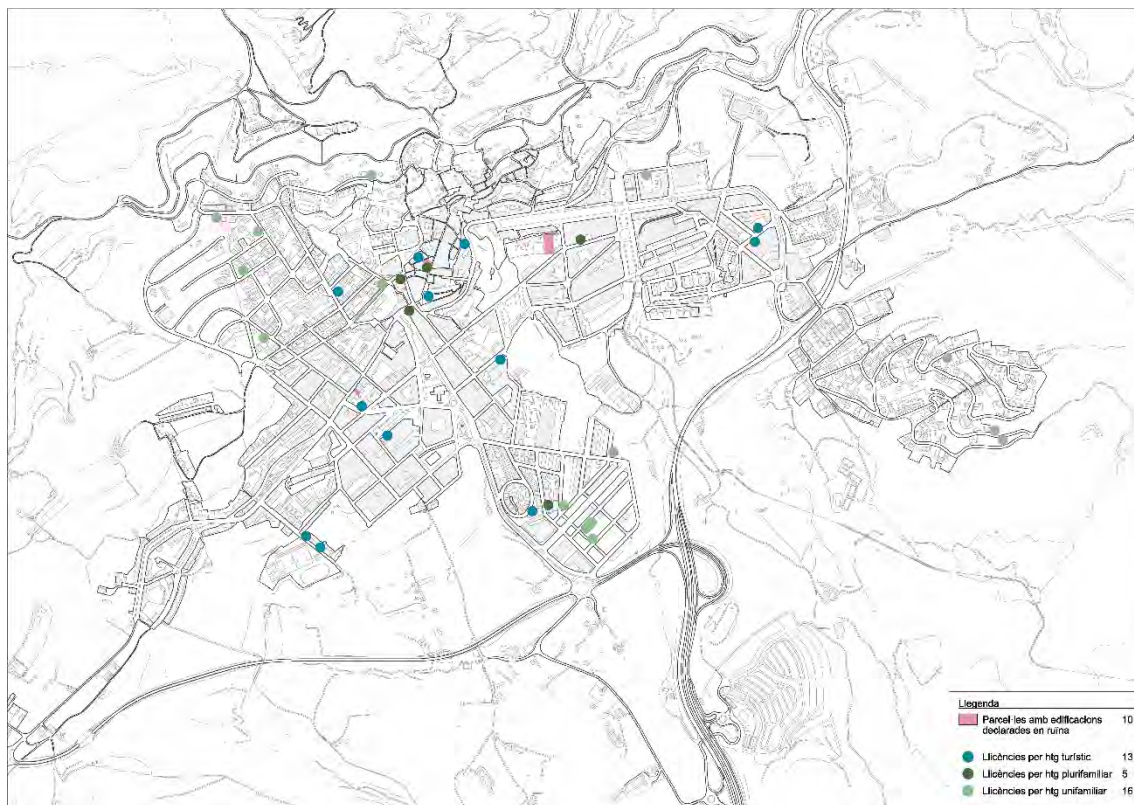 Llegenda
Parcel·les amb edificacions 10
declarades en ruïna
Llicències per htg turístic 13
Llicències per htg plurifamiliar 5
Llicències per htg unifamiliar 16